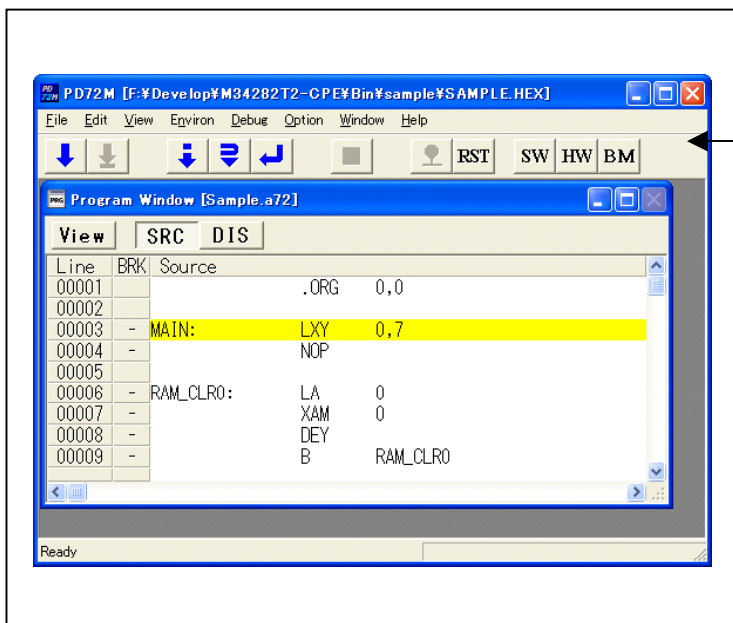 PD72M [F:¥Develop¥M34282T2-CPE¥Bin¥sample¥SAMPLE.HEX]
File Edit View Environ Debug Option Window Help
RST SW HW BM
Program Window [Sample.a72]
View SRC DIS
Line BRK Source
00001 .ORG 0,0
00002
00003 - MAIN: LXY 0,7
00004 - NOP
00005
00006 - RAM_CLR0: LA 0
00007 - XAM 0
00008 - DEY
00009 - B RAM_CLR0
Ready